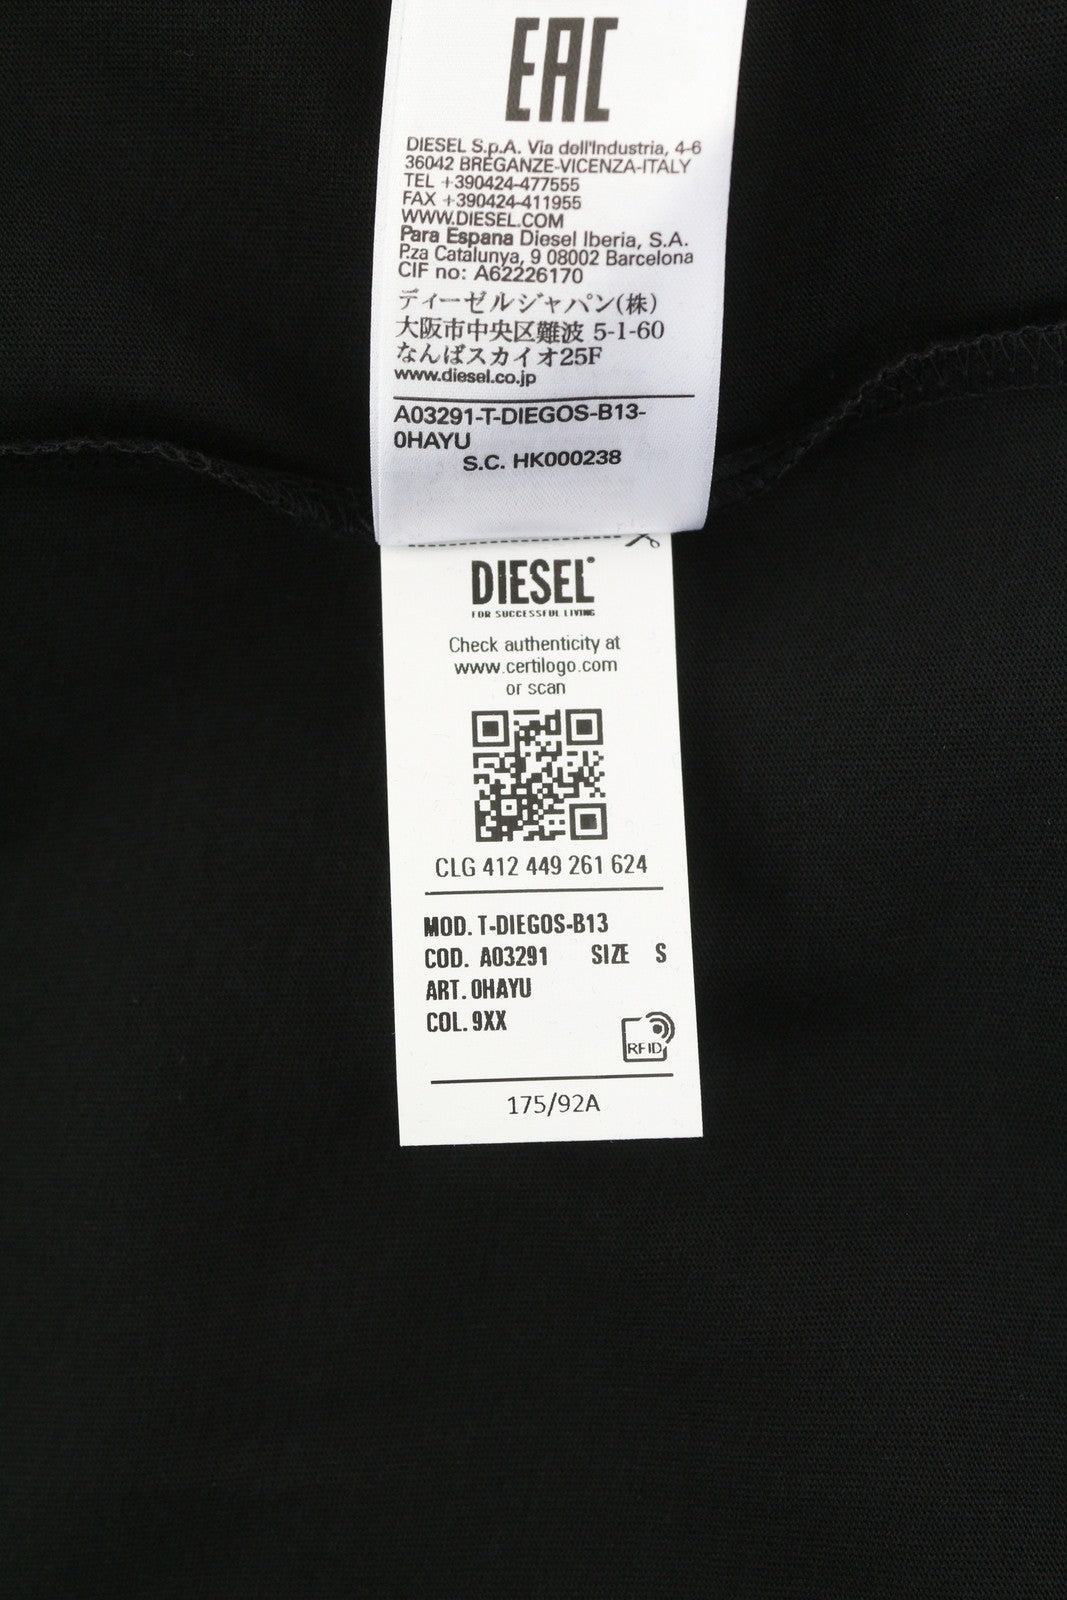 EAC
DIESEL S.p.A. Via dell'Industria, 4-6
36042 BREGANZE-VICENZA-ITALY
TEL +390424-477555
FAX +390424-411955
WWW.DIESEL.COM
Para Espana Diesel Iberia, S.A.
P.za Catalunya, 9 08002 Barcelona
CIF no: A62226170
ディーゼルジャパン(株)
大阪市中央区難波 5-1-60
なんばスカイオ25F
www.diesel.co.jp
A03291-T-DIEGOS-B13-
0HAYU
S.C. HK000238
DIESEL®
FOR SUCCESSFUL LIVING
Check authenticity at
www.certilogo.com
or scan
CLG 412 449 261 624
MOD. T-DIEGOS-B13
COD. A03291 SIZE S
ART. 0HAYU
COL. 9XX
RFID
175/92A